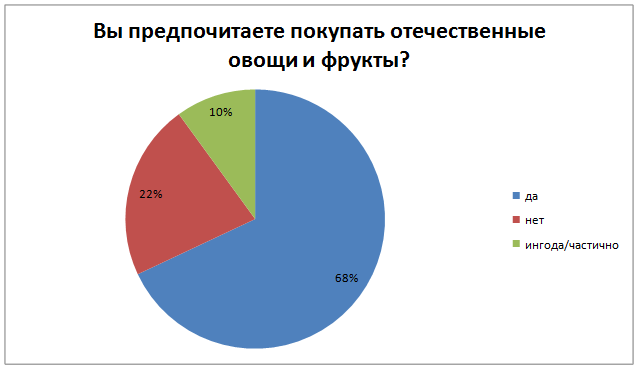 Вы предпочитаете покупать отечественные
овощи и фрукты?
10%
22%
68%
да
нет
ингода/частично